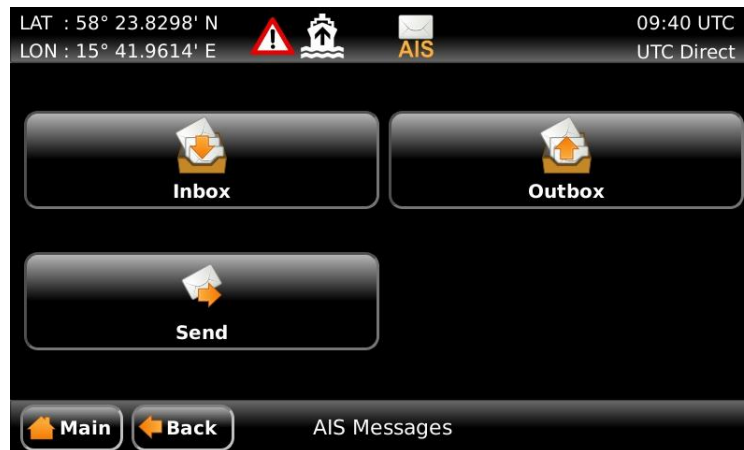 LAT : 58° 23.8298' N
LON : 15° 41.9614' E
AIS
09:40 UTC
UTC Direct
Inbox
Outbox
Send
Main
Back
AIS Messages